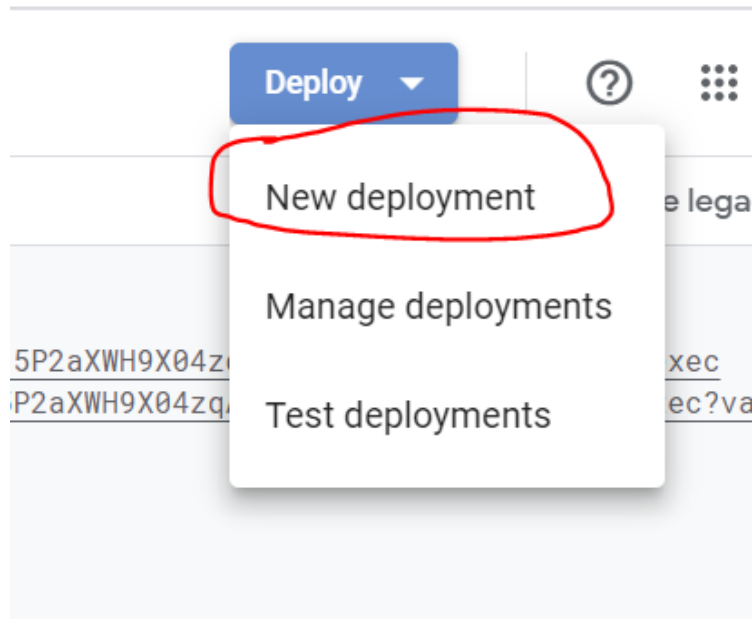 Deploy
New deployment
e lega
Manage deployments
5P2aXWH9X04z
xec
P2aXWH9X04zq
ec?va
Test deployments